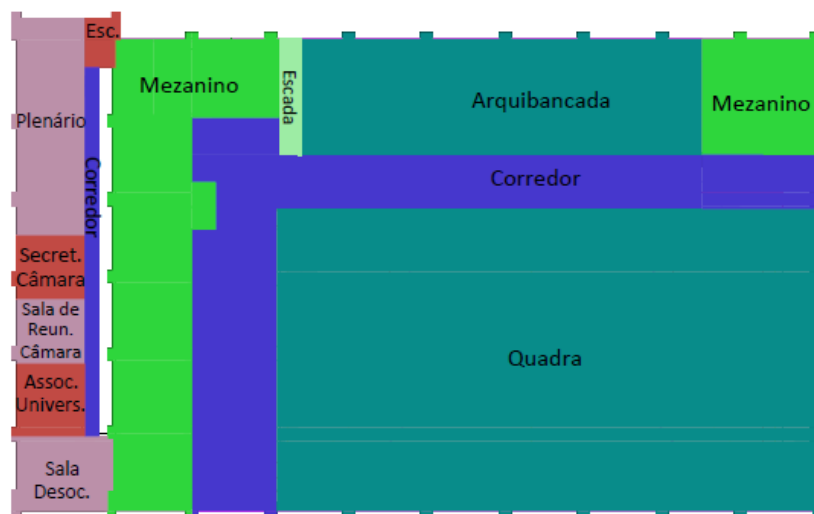 Esc.
Mezanino
Escada
Arquibancada
Mezanino
Plenário
Corredor
Corredor
Secret.
Câmara
Sala de
Reun.
Câmara
Quadra
Assoc.
Univers.
Sala
Desoc.